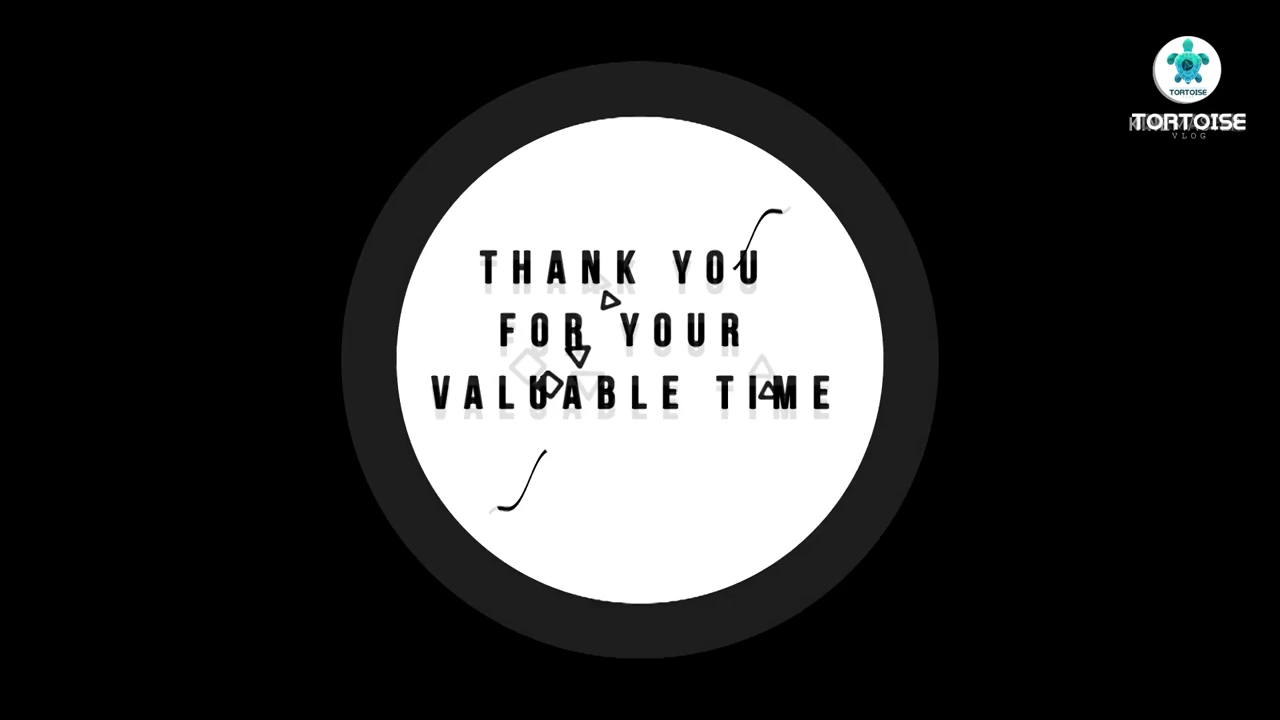 THANK YOU
FOR YOUR
VALUABLE TIME
TORTOISE
TORTOISE
VLOG